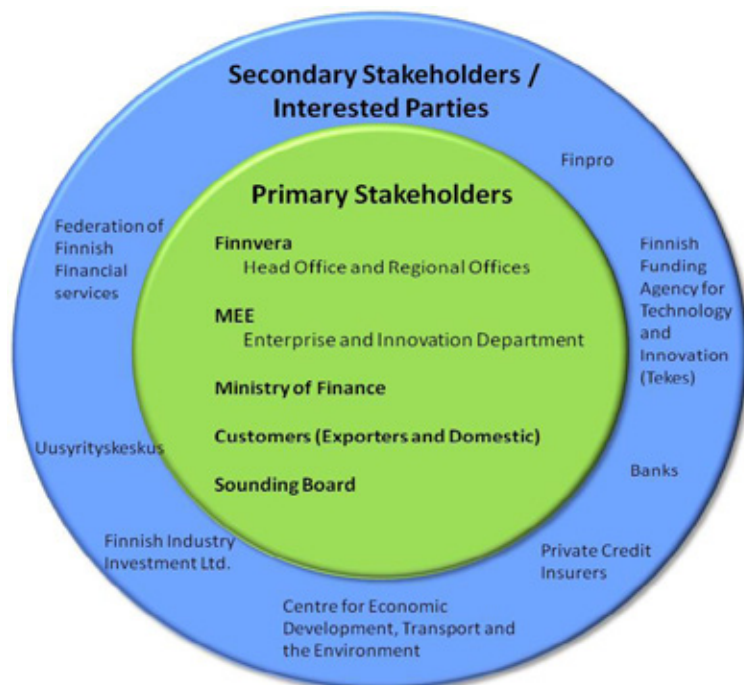 Secondary Stakeholders /
Interested Parties
Finpro
Primary Stakeholders
Federation of
Finnish
Financial
services
Finnvera
Head Office and Regional Offices
MEE
Enterprise and Innovation Department
Ministry of Finance
Customers (Exporters and Domestic)
Sounding Board
Finnish
Funding
Agency for
Technology
and
Innovation
(Tekes)
Uusyrityskeskus
Banks
Finnish Industry
Investment Ltd.
Private Credit
Insurers
Centre for Economic
Development, Transport and
the Environment